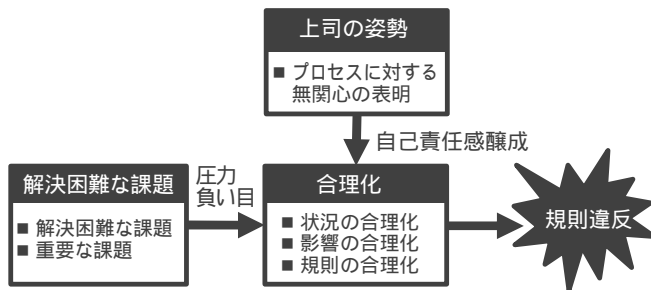 上司の姿勢
■ プロセスに対する
無関心の表明
自己責任感醸成
解決困難な課題
■ 解決困難な課題
■ 重要な課題
圧力
負い目
合理化
■ 状況の合理化
■ 影響の合理化
■ 規則の合理化
規則違反